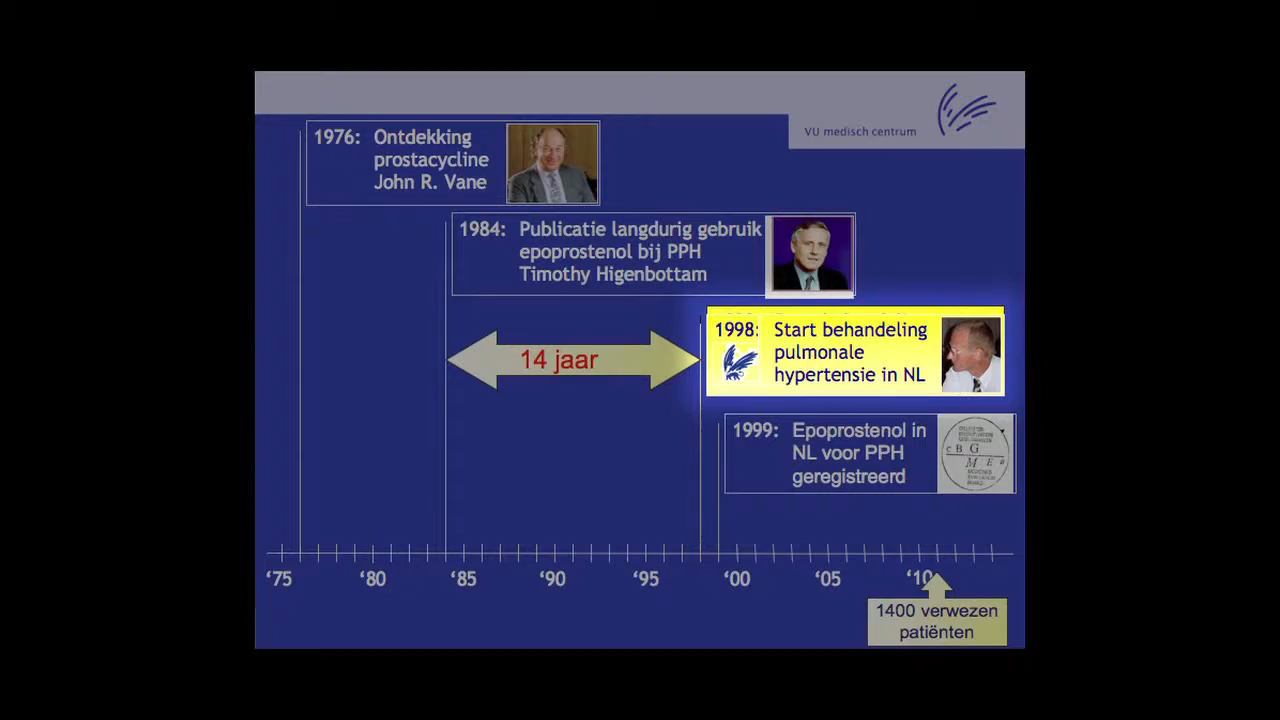 VU medisch centrum
1976: Ontdekking
prostacycline
John R. Vane
1984: Publicatie langdurig gebruik
epoprostenol bij PPH
Timothy Higenbottam
14 jaar
1998: Start behandeling
pulmonale
hypertensie in NL
1999: Epoprostenol in
NL voor PPH
geregistreerd
C B G
M E B
‘75 ‘80 ‘85 ‘90 ‘95 ‘00 ‘05 ‘10
1400 verwezen
patiënten